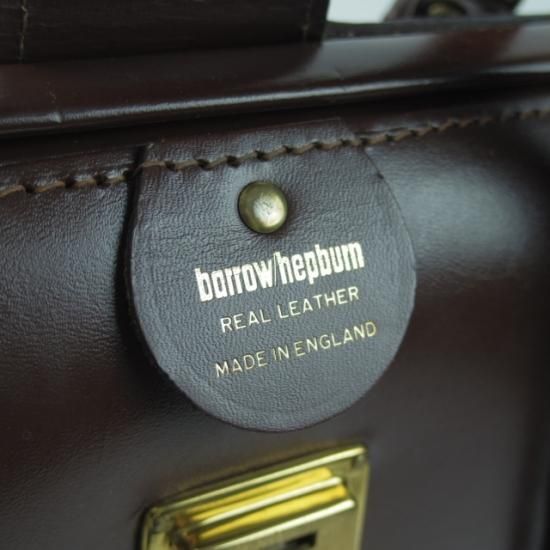 barrow/hepburn
REAL LEATHER
MADE IN ENGLAND